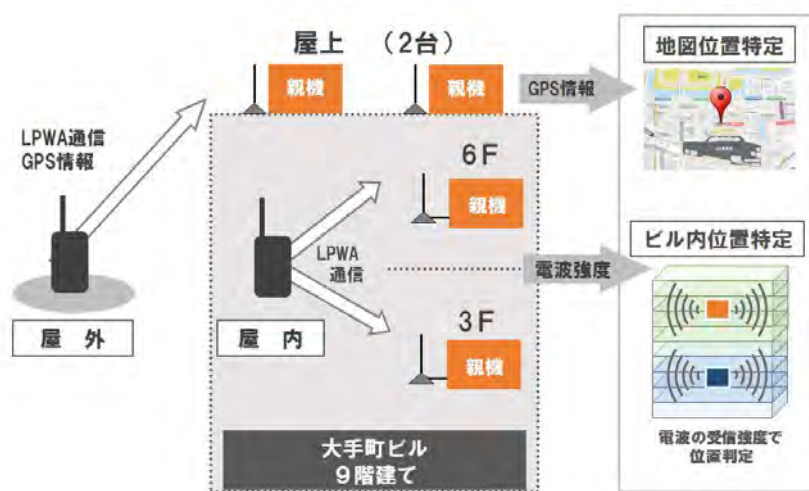 屋上　（2台）
親機
親機
GPS情報
地図位置特定
LPWA通信
GPS情報
屋 外
6F
親機
LPWA
通信
屋 内
3F
親機
電波強度
ビル内位置特定
電波の受信強度で
位置判定
大手町ビル
9階建て